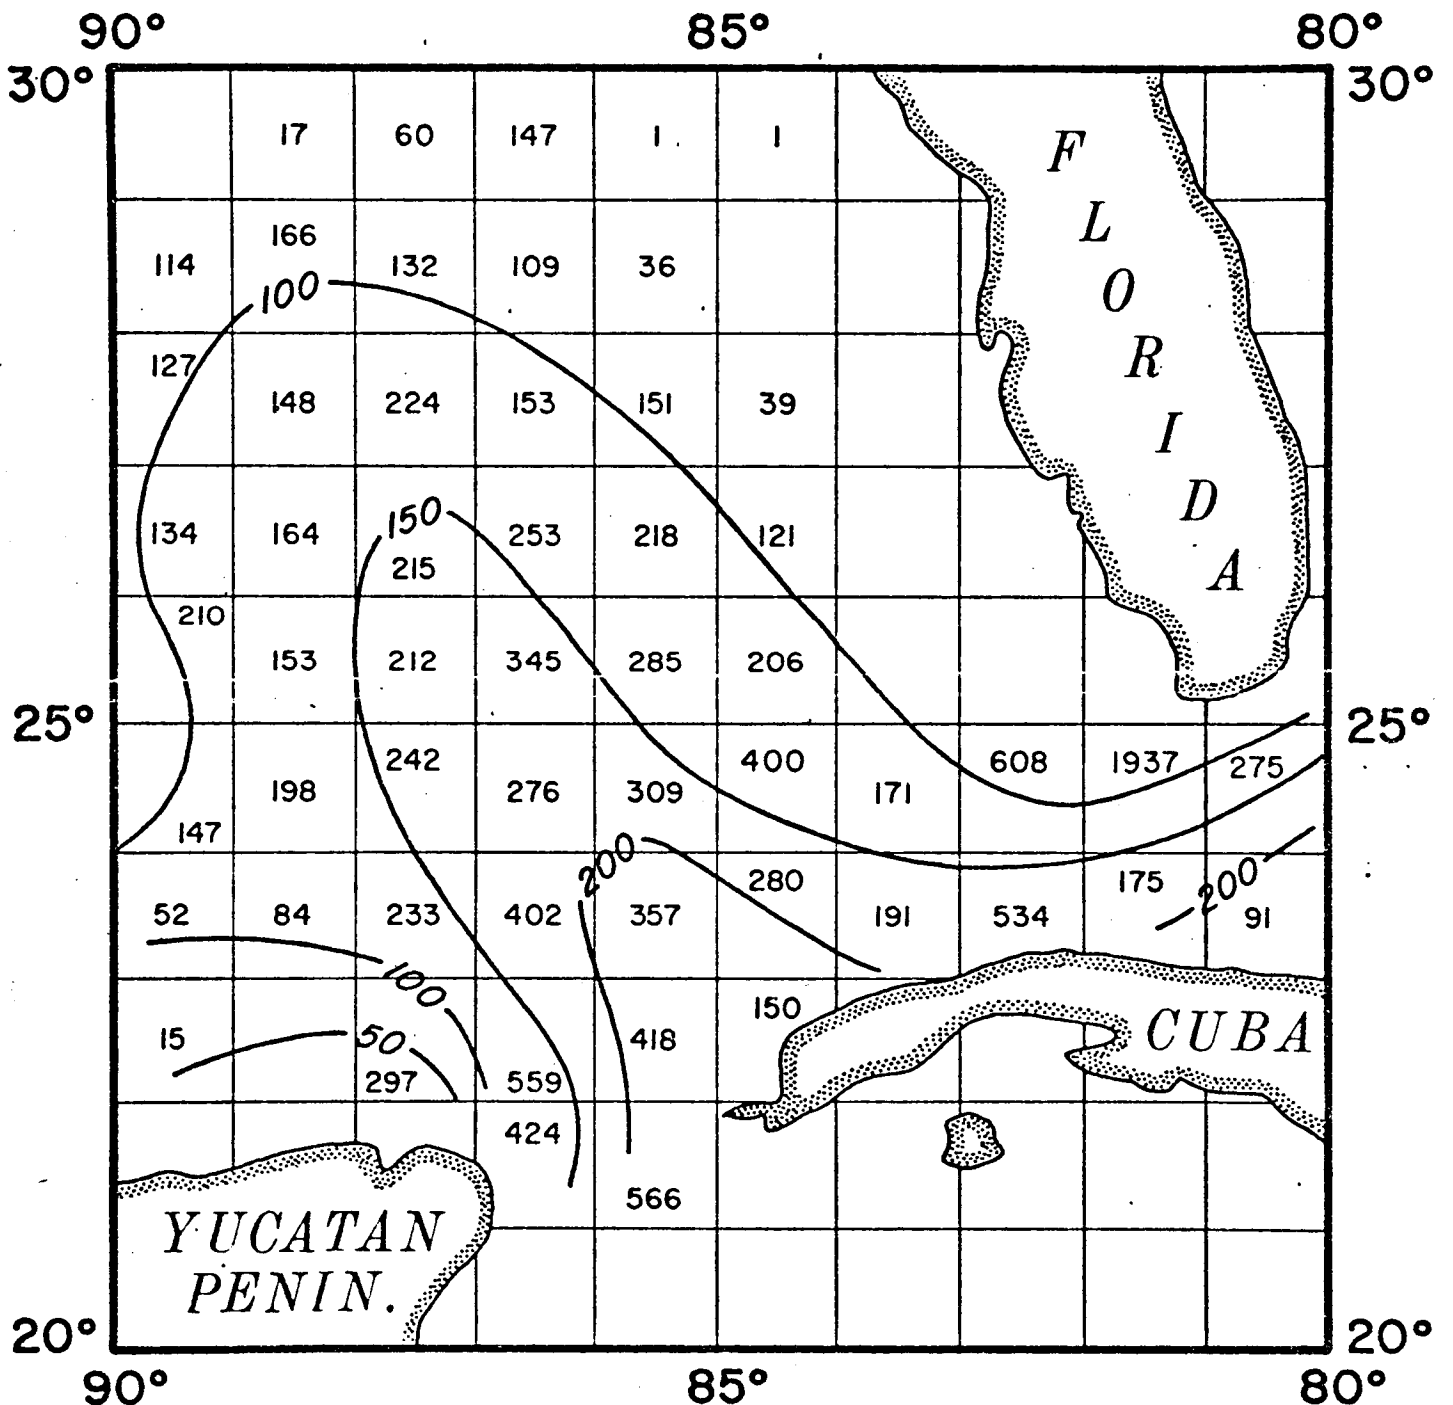 90° 85° 80°
30° 30°
17 60 147 1 1
F
L
166
114 132 109 36
O
100
R
127
148 224 153 151 39
I
D
150
134 164 253 218 121
215
A
210
153 212 345 285 206
25° 25°
242 400 608 1937 275
198 276 309 171
147
200 280 175 200
52 84 233 402 357 191 534 91
100
150
15 50 418 CUBA
297 559
424
566
YUCATAN
PENIN.
20° 20°
90° 85° 80°